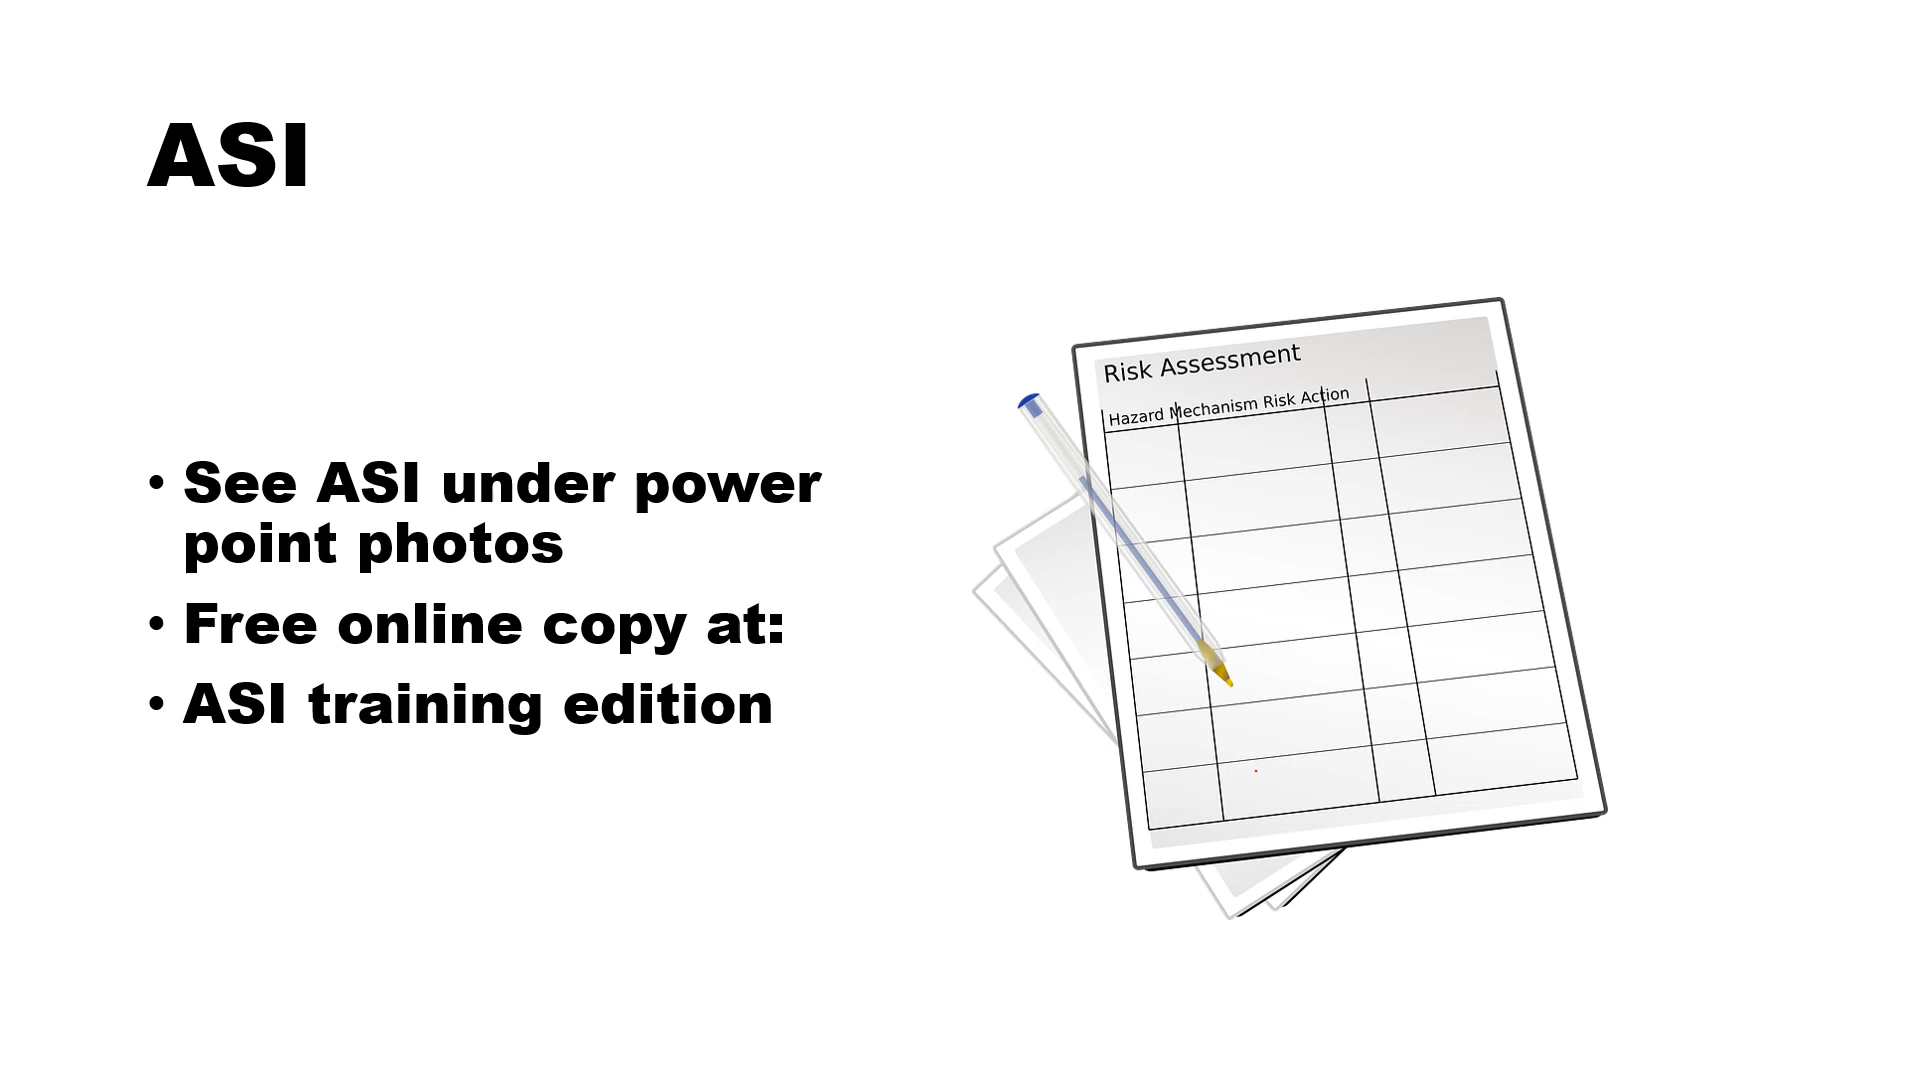 ASI
• See ASI under power
point photos
• Free online copy at:
• ASI training edition
Risk Assessment
Hazard Mechanism Risk Action